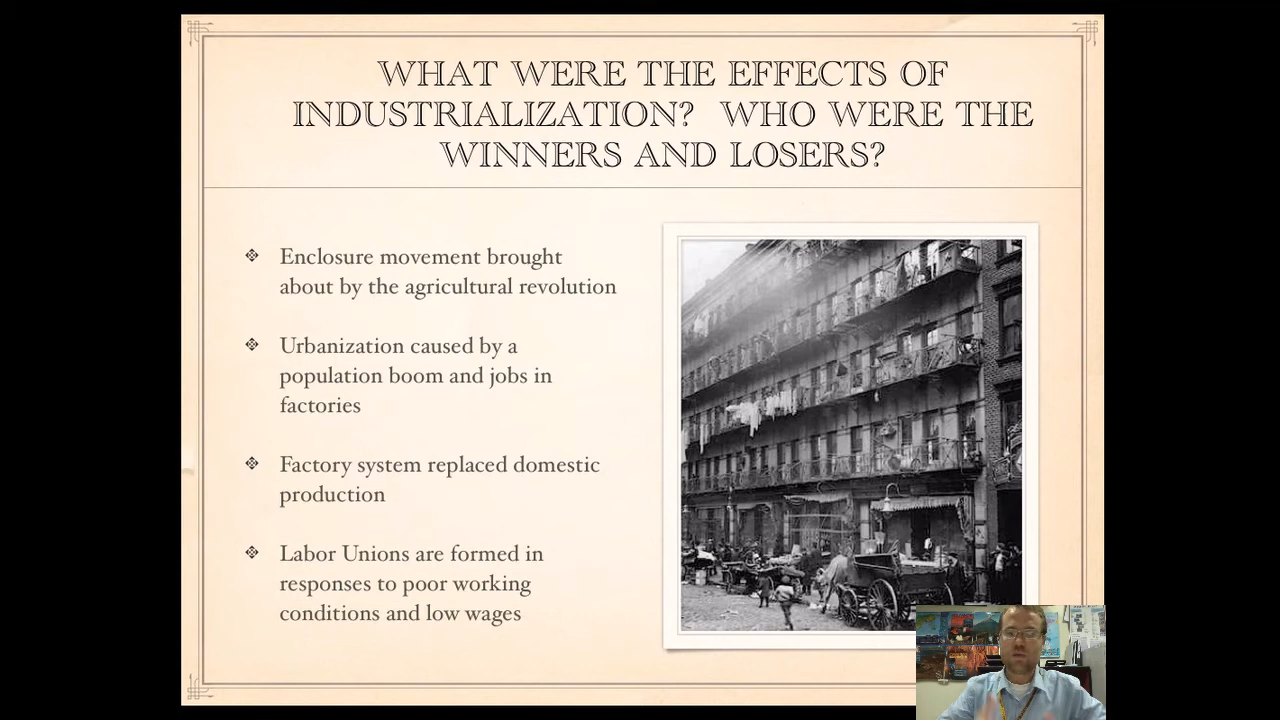 WHAT WERE THE EFFECTS OF
INDUSTRIALIZATION? WHO WERE THE
WINNERS AND LOSERS?
Enclosure movement brought
about by the agricultural revolution
Urbanization caused by a
population boom and jobs in
factories
Factory system replaced domestic
production
Labor Unions are formed in
responses to poor working
conditions and low wages